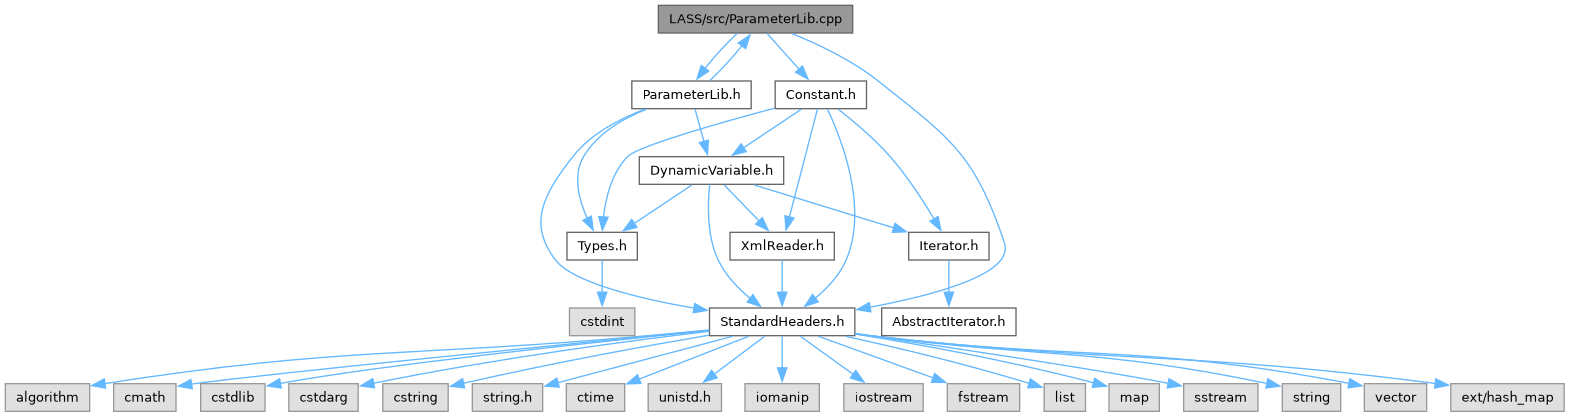 LASS/src/ParameterLib.cpp
ParameterLib.h
Constant.h
DynamicVariable.h
Types.h
XmlReader.h
Iterator.h
cstdint
StandardHeaders.h
AbstractIterator.h
algorithm
cmath
cstdlib
cstdarg
cstring
string.h
ctime
unistd.h
iomanip
iostream
fstream
list
map
sstream
string
vector
ext/hash_map